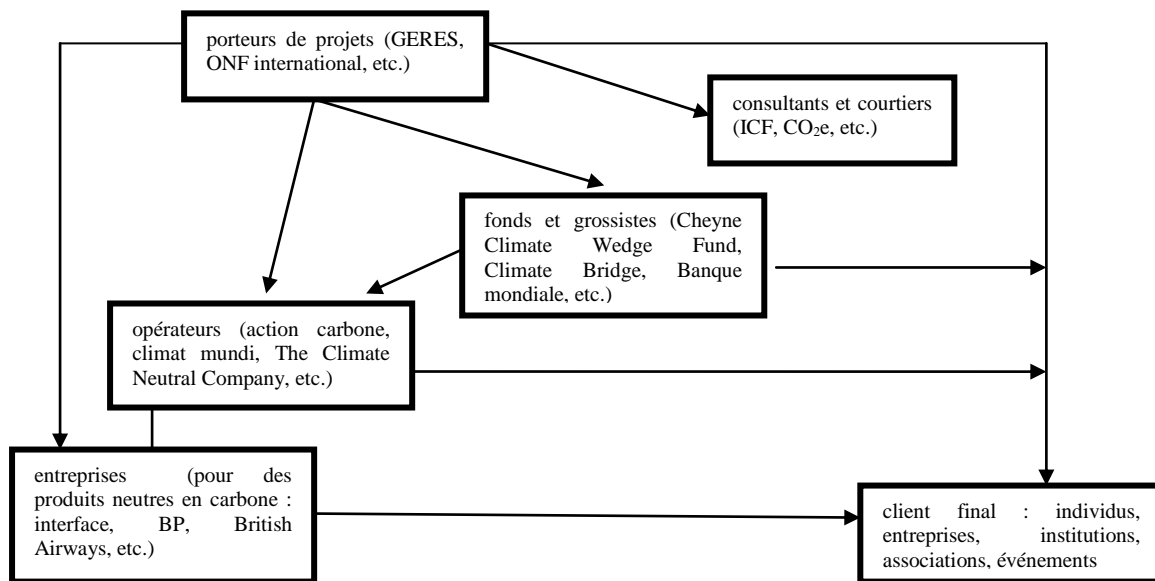 porteurs de projets (GERES,
ONF international, etc.)
consultants et courtiers
(ICF, CO₂e, etc.)
fonds et grossistes (Cheyne
Climate Wedge Fund,
Climate Bridge, Banque
mondiale, etc.)
opérateurs (action carbone,
climat mundi, The Climate
Neutral Company, etc.)
entreprises (pour des
produits neutres en carbone :
interface, BP, British
Airways, etc.)
client final : individus,
entreprises, institutions,
associations, événements